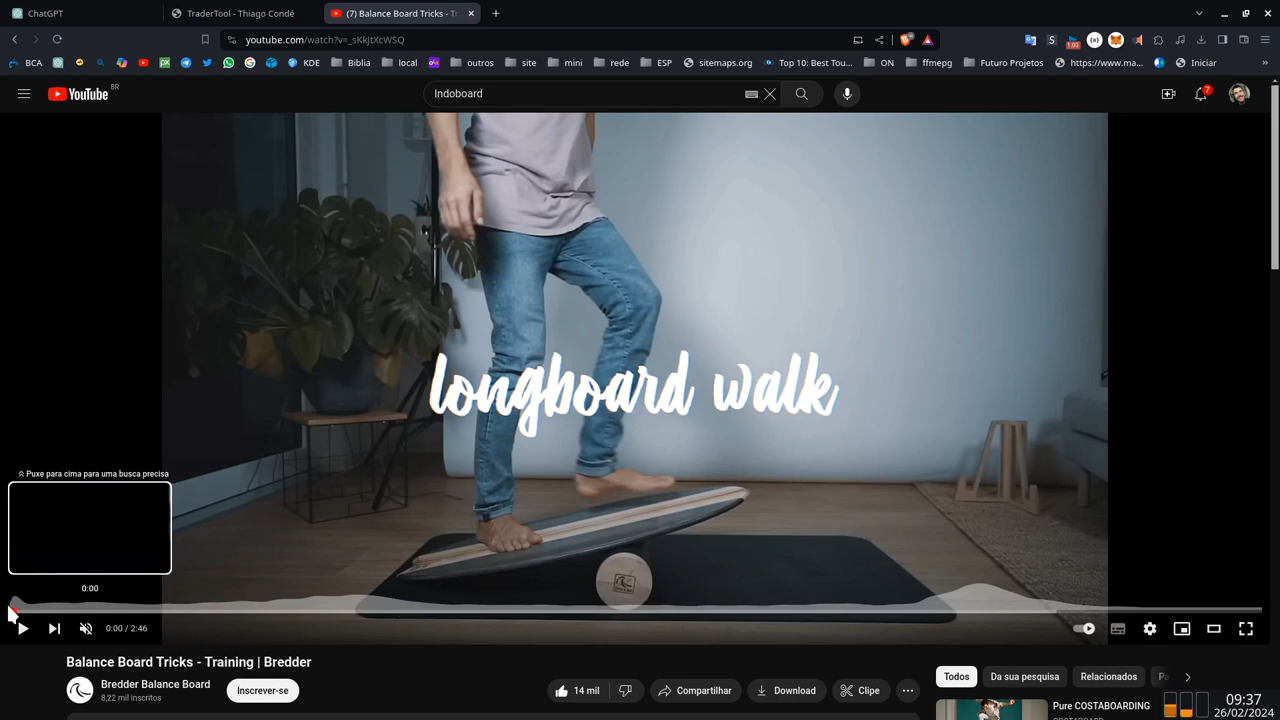 ChatGPT
TraderTool - Thiago Condé
(7) Balance Board Tricks - Tr
youtube.com/watch?v=_sKkJtXcWSQ
1.00
BCA
KDE
Biblia
local
outros
site
mini
rede
ESP
sitemaps.org
Top 10: Best Tou...
ON
ffmepg
Futuro Projetos
https://www.ma...
Iniciar
YouTube BR
Indoboard
7
longboard walk
Puxe para cima para uma busca precisa
0:00
0:00 / 2:46
Balance Board Tricks - Training | Bredder
Bredder Balance Board
8,22 mil inscritos
Inscrever-se
14 mil
Compartilhar
Download
Clipe
Todos
Da sua pesquisa
Relacionados
Pure COSTABOARDING
09:37
26/02/2024